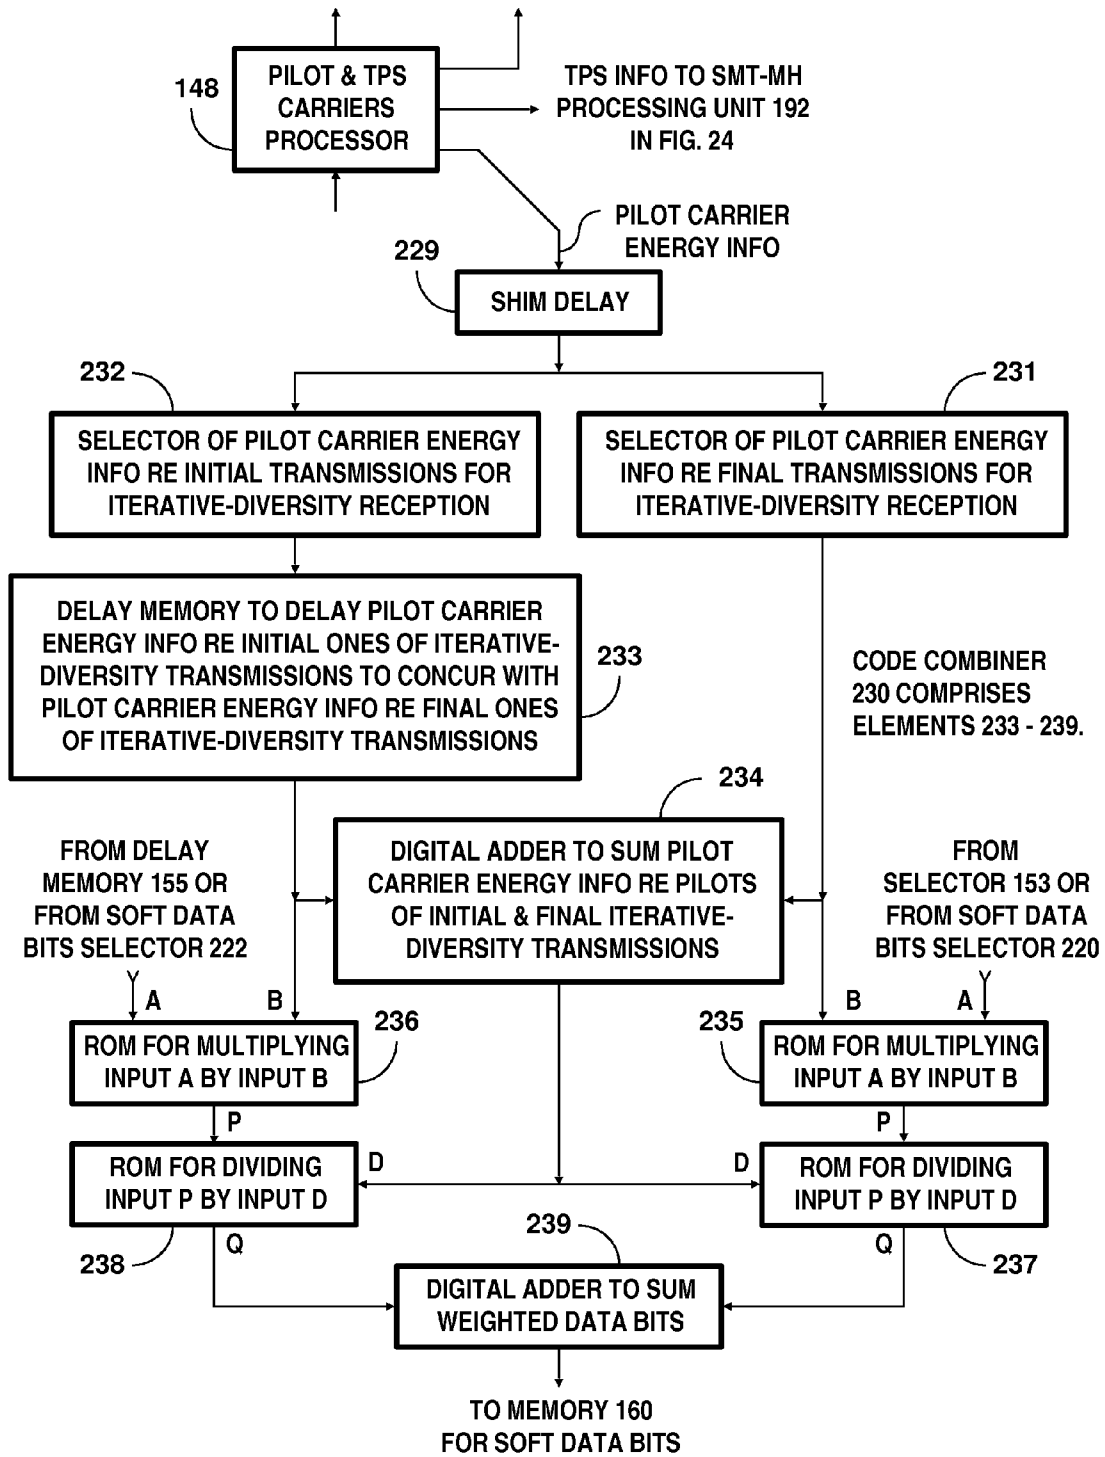 148
PILOT & TPS
CARRIERS
PROCESSOR
TPS INFO TO SMT-MH
PROCESSING UNIT 192
IN FIG. 24
PILOT CARRIER
ENERGY INFO
229
SHIM DELAY
232
231
SELECTOR OF PILOT CARRIER ENERGY
INFO RE INITIAL TRANSMISSIONS FOR
ITERATIVE-DIVERSITY RECEPTION
SELECTOR OF PILOT CARRIER ENERGY
INFO RE FINAL TRANSMISSIONS FOR
ITERATIVE-DIVERSITY RECEPTION
DELAY MEMORY TO DELAY PILOT CARRIER
ENERGY INFO RE INITIAL ONES OF ITERATIVE-
DIVERSITY TRANSMISSIONS TO CONCUR WITH
PILOT CARRIER ENERGY INFO RE FINAL ONES
OF ITERATIVE-DIVERSITY TRANSMISSIONS
233
CODE COMBINER
230 COMPRISES
ELEMENTS 233 - 239.
234
FROM DELAY
MEMORY 155 OR
FROM SOFT DATA
BITS SELECTOR 222
DIGITAL ADDER TO SUM PILOT
CARRIER ENERGY INFO RE PILOTS
OF INITIAL & FINAL ITERATIVE-
DIVERSITY TRANSMISSIONS
FROM
SELECTOR 153 OR
FROM SOFT DATA
BITS SELECTOR 220
A
B
B
A
236
235
ROM FOR MULTIPLYING
INPUT A BY INPUT B
ROM FOR MULTIPLYING
INPUT A BY INPUT B
P
P
ROM FOR DIVIDING
INPUT P BY INPUT D
D
D
ROM FOR DIVIDING
INPUT P BY INPUT D
238
Q
239
Q
237
DIGITAL ADDER TO SUM
WEIGHTED DATA BITS
TO MEMORY 160
FOR SOFT DATA BITS